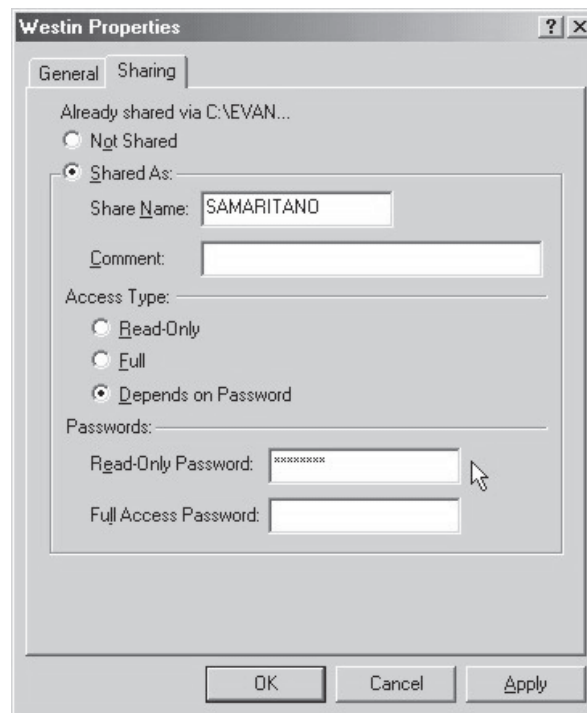 Westin Properties ? X
General Sharing
Already shared via C:\EVAN...
Not Shared
Shared As:
Share Name: SAMARITANO
Comment:
Access Type:
Read-Only
Full
Depends on Password
Passwords:
Read-Only Password: ********
Full Access Password:
OK Cancel Apply